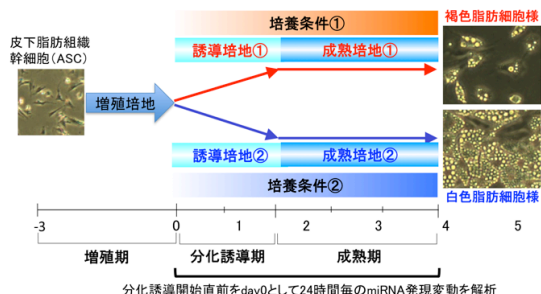 培養条件①
褐色脂肪細胞様
皮下脂肪組織
幹細胞(ASC)
誘導培地① 成熟培地①
増殖培地
誘導培地② 成熟培地②
培養条件②
白色脂肪細胞様
-3 0 1 2 3 4 5
増殖期 分化誘導期 成熟期
分化誘導開始直前をday0として24時間毎のmiRNA発現変動を解析